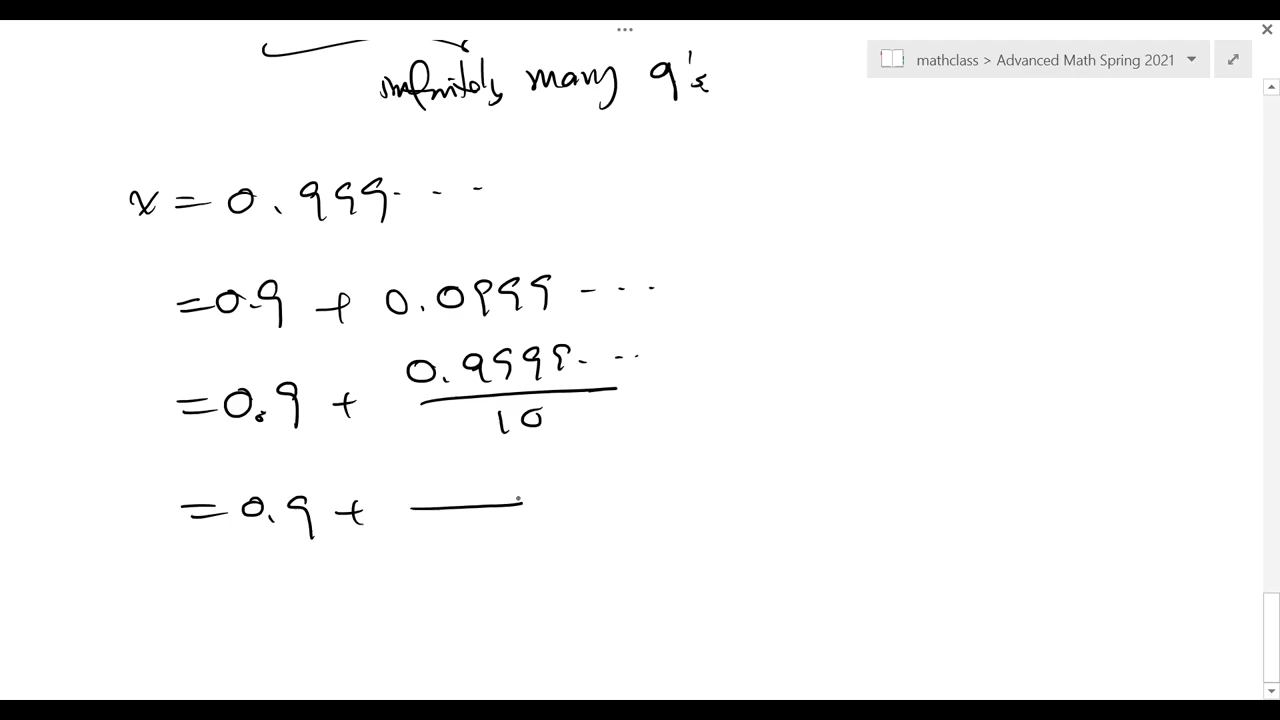 mathclass > Advanced Math Spring 2021
infinitely many 9's
x = 0.999...
= 0.9 + 0.0999...
0.9999...
= 0.9 + ———
10
= 0.9 + ———